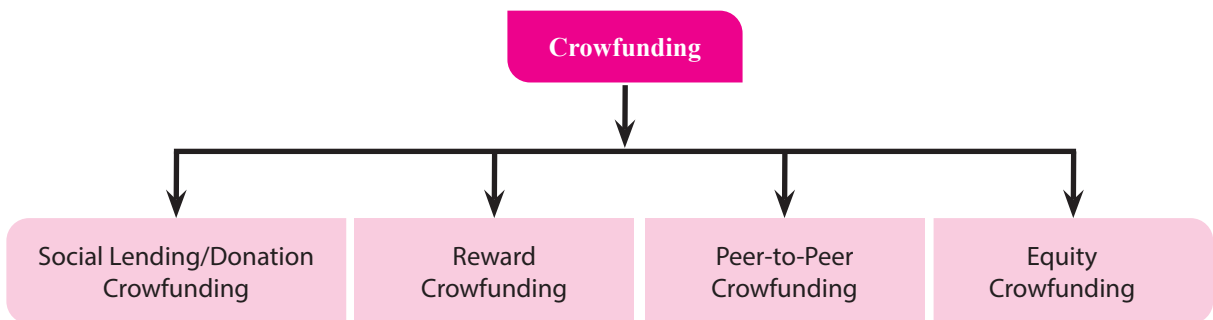 Crowfunding
Social Lending/Donation
Crowfunding
Reward
Crowfunding
Peer-to-Peer
Crowfunding
Equity
Crowfunding